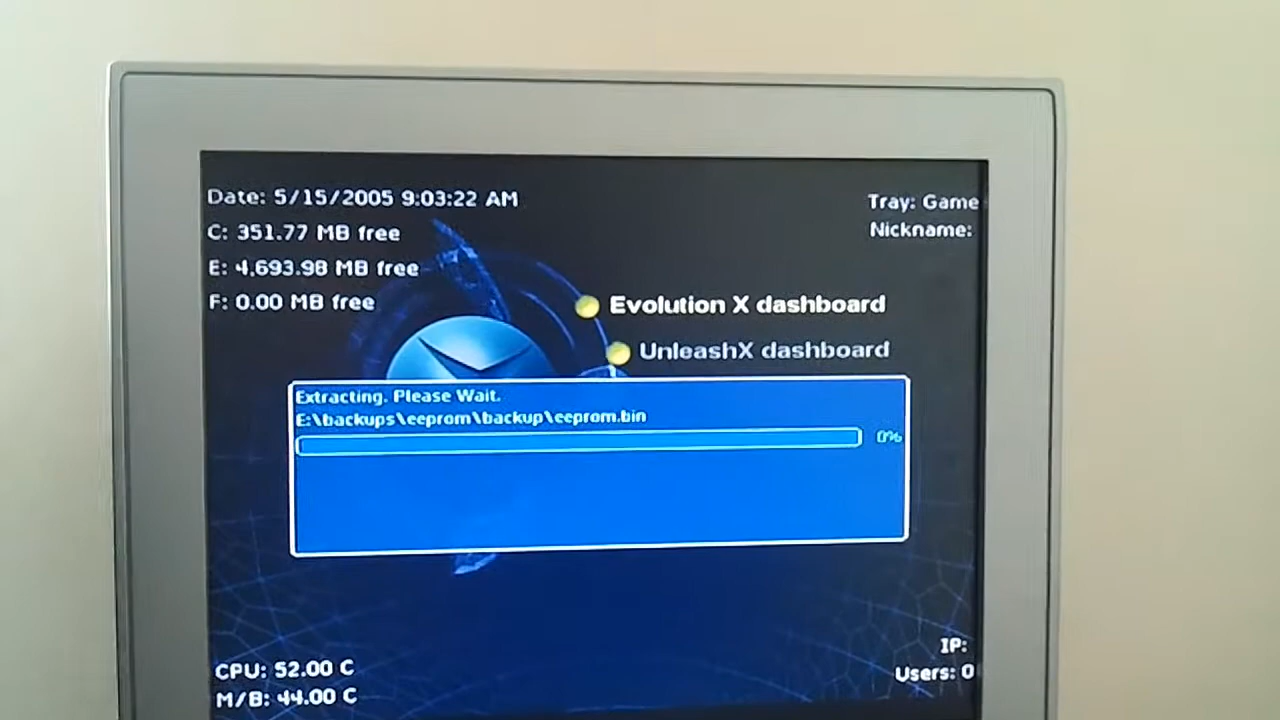 Date: 5/15/2005 9:03:22 AM
Tray: Game
C: 351.77 MB free
Nickname:
E: 4,693.98 MB free
F: 0.00 MB free
Evolution X dashboard
UnleashX dashboard
Extracting. Please Wait.
E:\backups\eeprom\backup\eeprom.bin
0%
IP:
CPU: 52.00 C
Users: 0
M/B: 44.00 C